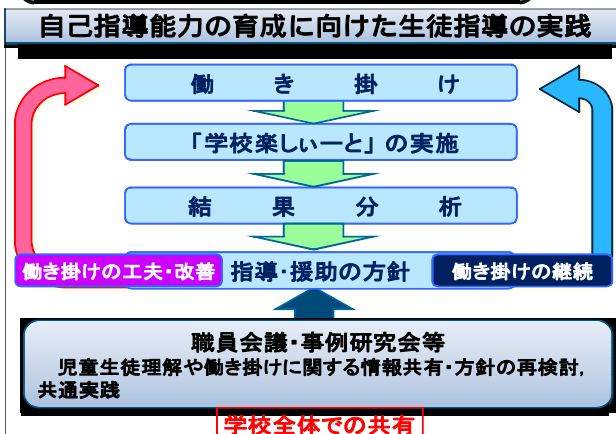 自己指導能力の育成に向けた生徒指導の実践
働き掛け
「学校楽しぃーと」の実施
結果分析
働き掛けの工夫・改善
指導・援助の方針
働き掛けの継続
職員会議・事例研究会等
児童生徒理解や働き掛けに関する情報共有・方針の再検討，
共通実践
学校全体での共有